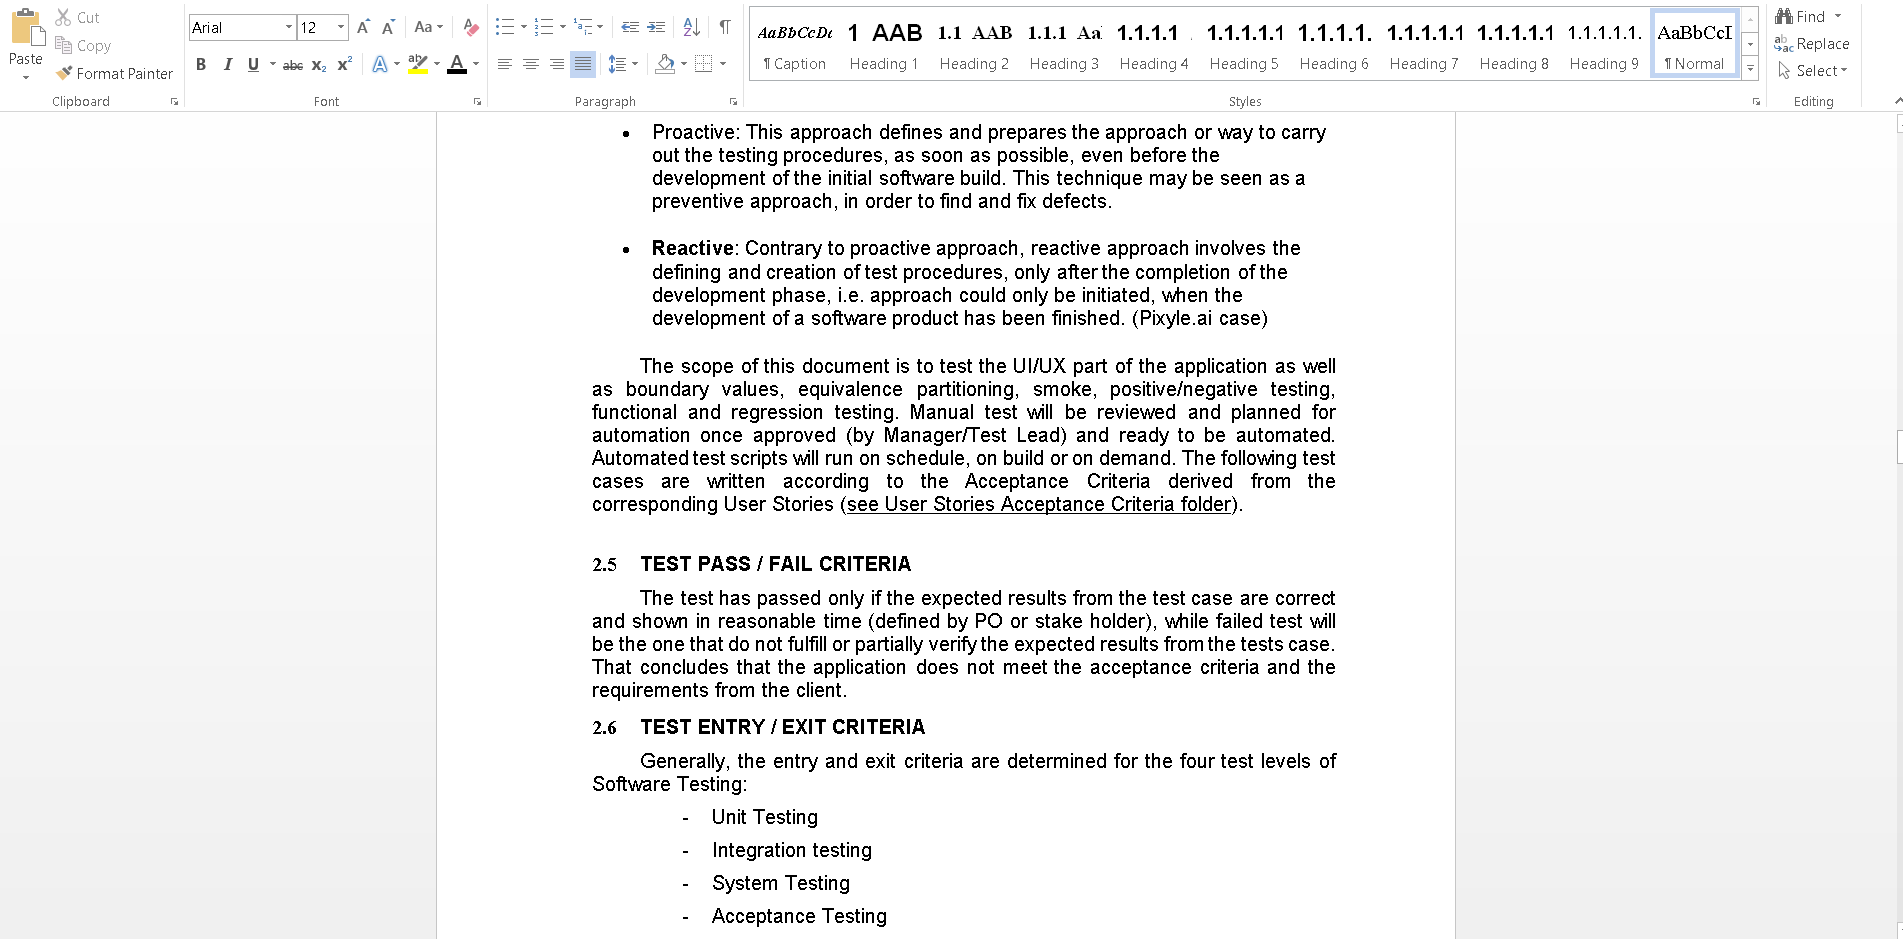 Paste
Cut
Copy
Format Painter
Clipboard
Arial 12
Aa
B I U abc x₂ x² A ab A
Font
A Z ¶
Paragraph
AaBbCcDc 1 AAB 1.1 AAB 1.1.1 Aa 1.1.1.1 1.1.1.1.1 1.1.1.1.1. 1.1.1.1.1.1 1.1.1.1.1.1 1.1.1.1.1.1. AaBbCcI
¶ Caption Heading 1 Heading 2 Heading 3 Heading 4 Heading 5 Heading 6 Heading 7 Heading 8 Heading 9 ¶ Normal
Styles
Find
Replace
Select
Editing
• Proactive: This approach defines and prepares the approach or way to carry
out the testing procedures, as soon as possible, even before the
development of the initial software build. This technique may be seen as a
preventive approach, in order to find and fix defects.
• Reactive: Contrary to proactive approach, reactive approach involves the
defining and creation of test procedures, only after the completion of the
development phase, i.e. approach could only be initiated, when the
development of a software product has been finished. (Pixyle.ai case)
The scope of this document is to test the UI/UX part of the application as well
as boundary values, equivalence partitioning, smoke, positive/negative testing,
functional and regression testing. Manual test will be reviewed and planned for
automation once approved (by Manager/Test Lead) and ready to be automated.
Automated test scripts will run on schedule, on build or on demand. The following test
cases are written according to the Acceptance Criteria derived from the
corresponding User Stories (see User Stories Acceptance Criteria folder).
2.5 TEST PASS / FAIL CRITERIA
The test has passed only if the expected results from the test case are correct
and shown in reasonable time (defined by PO or stake holder), while failed test will
be the one that do not fulfill or partially verify the expected results from the tests case.
That concludes that the application does not meet the acceptance criteria and the
requirements from the client.
2.6 TEST ENTRY / EXIT CRITERIA
Generally, the entry and exit criteria are determined for the four test levels of
Software Testing:
- Unit Testing
- Integration testing
- System Testing
- Acceptance Testing